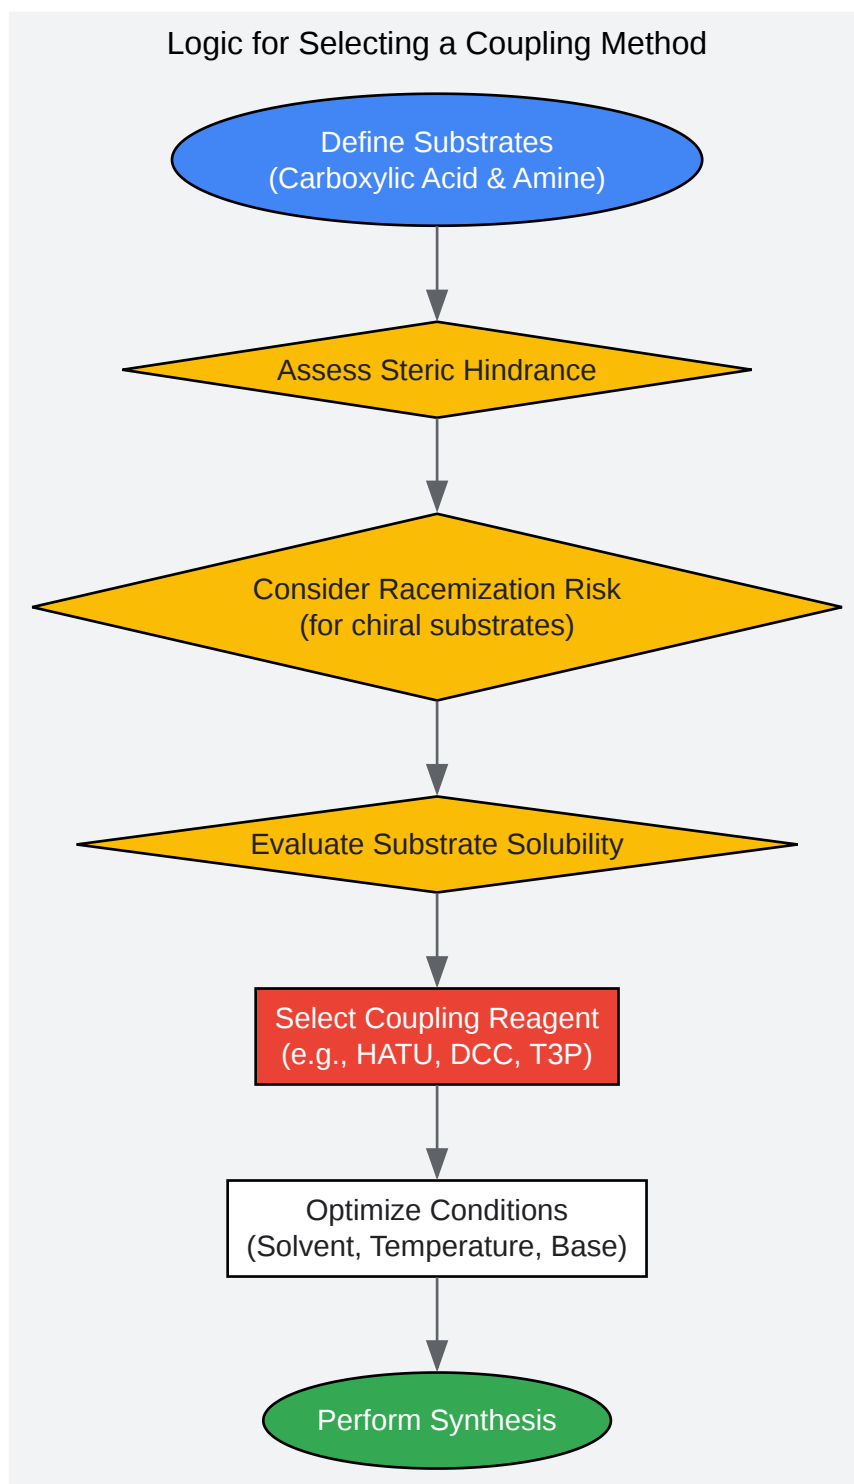 Logic for Selecting a Coupling Method
Define Substrates
(Carboxylic Acid & Amine)
Assess Steric Hindrance
Consider Racemization Risk
(for chiral substrates)
Evaluate Substrate Solubility
Select Coupling Reagent
(e.g., HATU, DCC, T3P)
Optimize Conditions
(Solvent, Temperature, Base)
Perform Synthesis